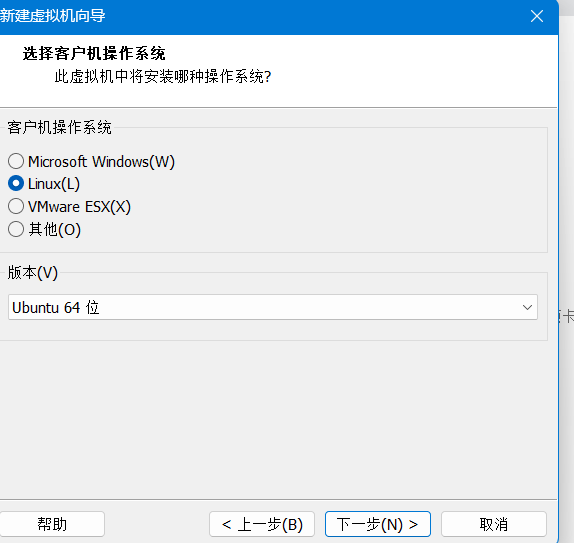 新建虚拟机向导
选择客户机操作系统
此虚拟机中将安装哪种操作系统?
客户机操作系统
Microsoft Windows(W)
Linux(L)
VMware ESX(X)
其他(O)
版本(V)
Ubuntu 64 位
卡
帮助
< 上一步(B)
下一步(N) >
取消